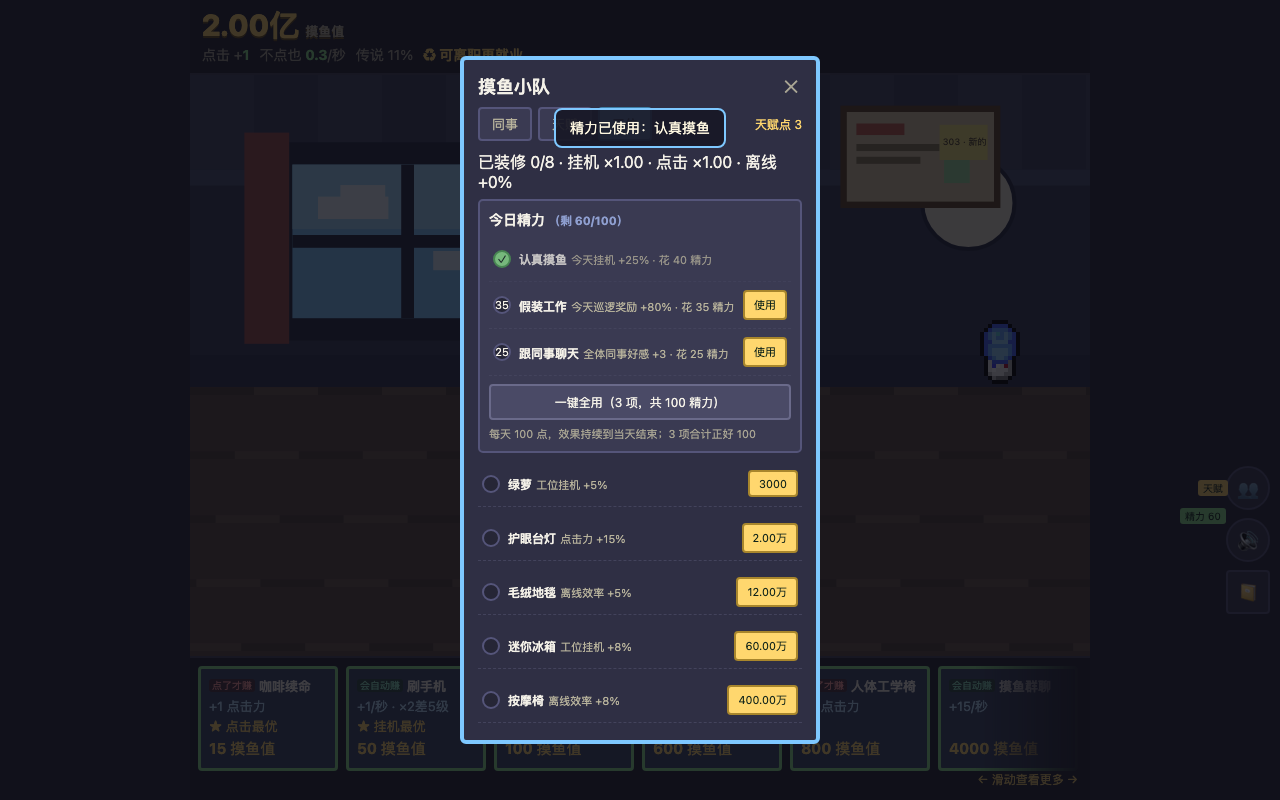 2.00亿 摸鱼值
点击 +1 不点也 0.3/秒 传说 11% ♻ 可离职再就业
摸鱼小队
同事
精力已使用：认真摸鱼
天赋点 3
已装修 0/8 · 挂机 ×1.00 · 点击 ×1.00 · 离线
+0%
303 · 新的
今日精力 （剩 60/100）
认真摸鱼 今天挂机 +25% · 花 40 精力
35 假装工作 今天巡逻奖励 +80% · 花 35 精力 使用
25 跟同事聊天 全体同事好感 +3 · 花 25 精力 使用
一键全用（3 项，共 100 精力）
每天 100 点，效果持续到当天结束；3 项合计正好 100
绿萝 工位挂机 +5% 3000
护眼台灯 点击力 +15% 2.00万
毛绒地毯 离线效率 +5% 12.00万
迷你冰箱 工位挂机 +8% 60.00万
按摩椅 离线效率 +8% 400.00万
天赋
精力 60
点了才赚 咖啡续命
+1 点击力
★ 点击最优
15 摸鱼值
会自动赚 刷手机
+1/秒 · ×2差5级
★ 挂机最优
50 摸鱼值
100 摸鱼值
600 摸鱼值
才赚 人体工学椅
点击力
800 摸鱼值
会自动赚 摸鱼群聊
+15/秒
4000 摸鱼值
← 滑动查看更多 →